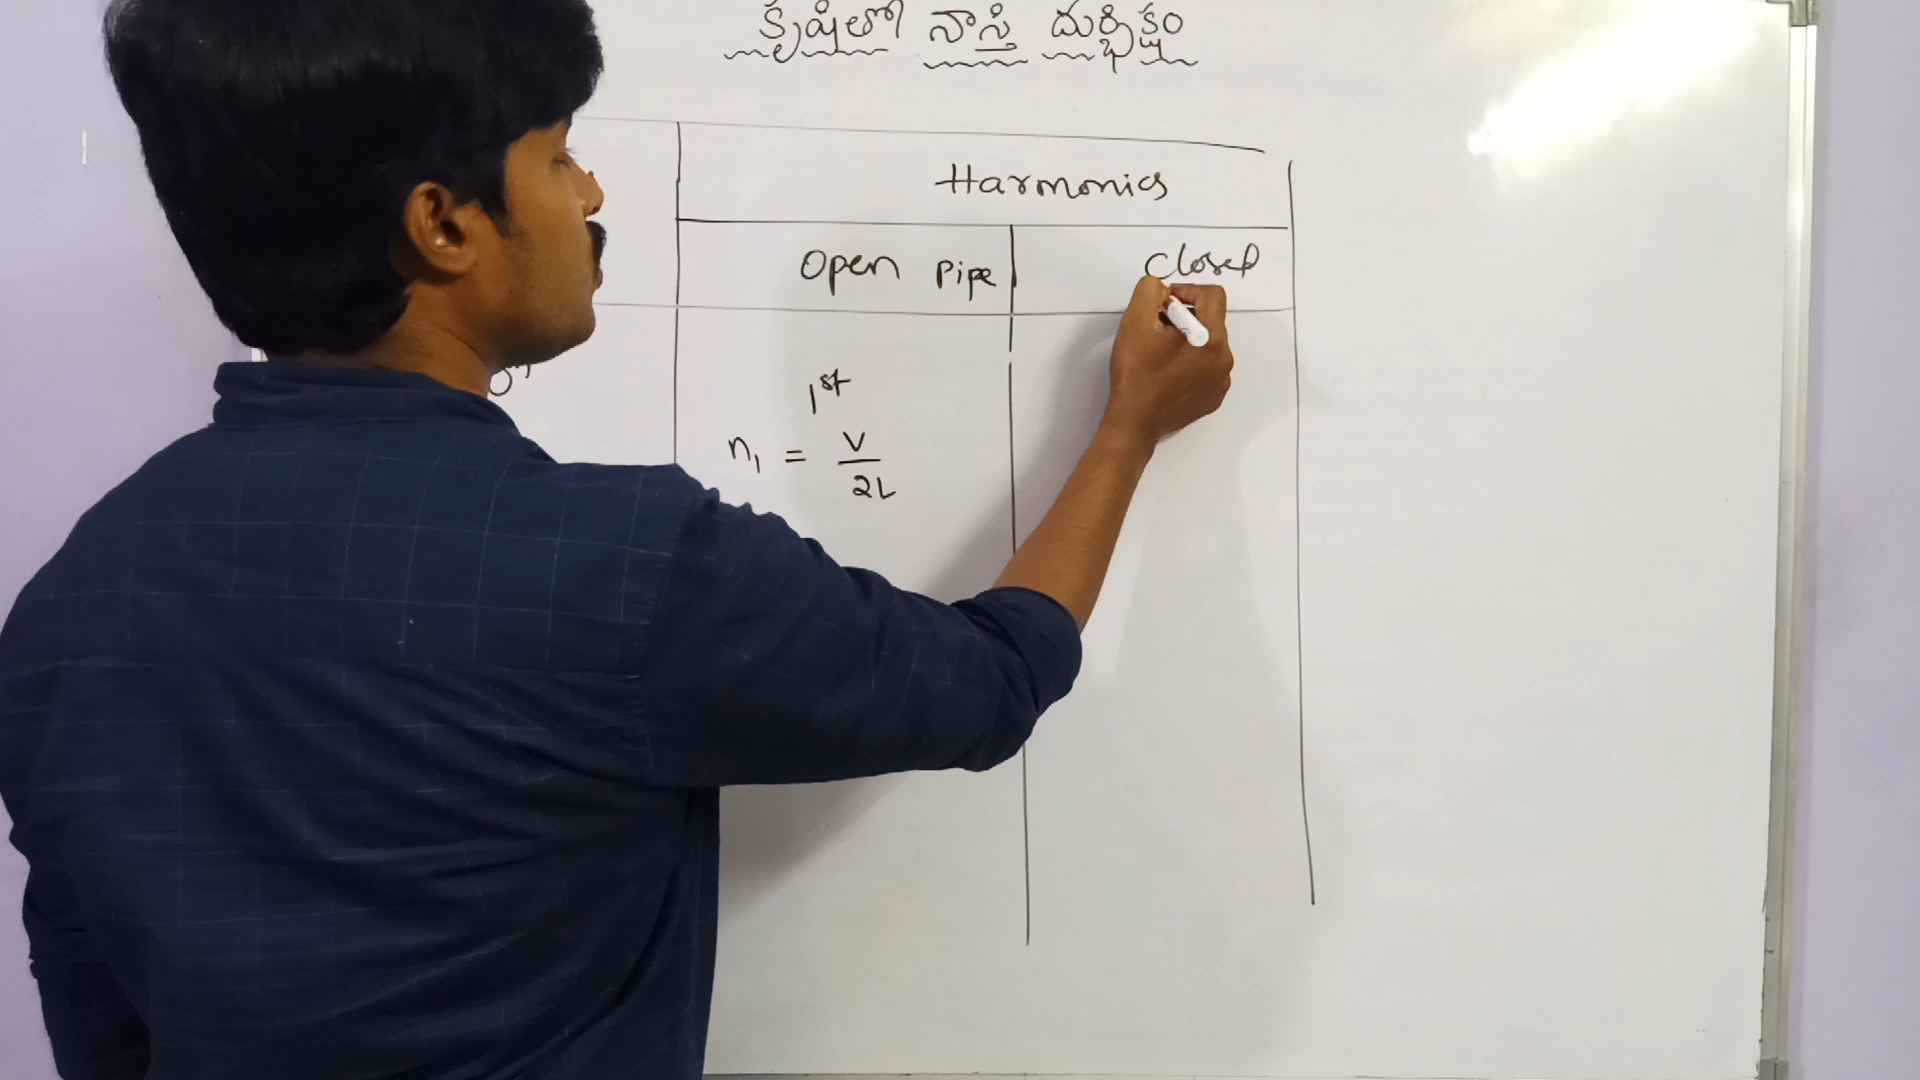 కృషితో నాస్తి దుర్భిక్షం
Harmonics
Open Pipe
Closed
1st
n1 = V/2L